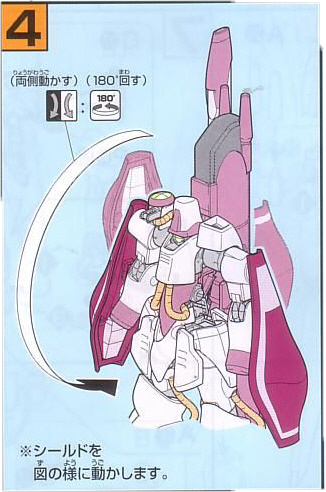 4
りょうがわうご まわ
(両側動かす) (180°回す)
: 180°
※シールドを
ず よう うご
図の様に動かします。